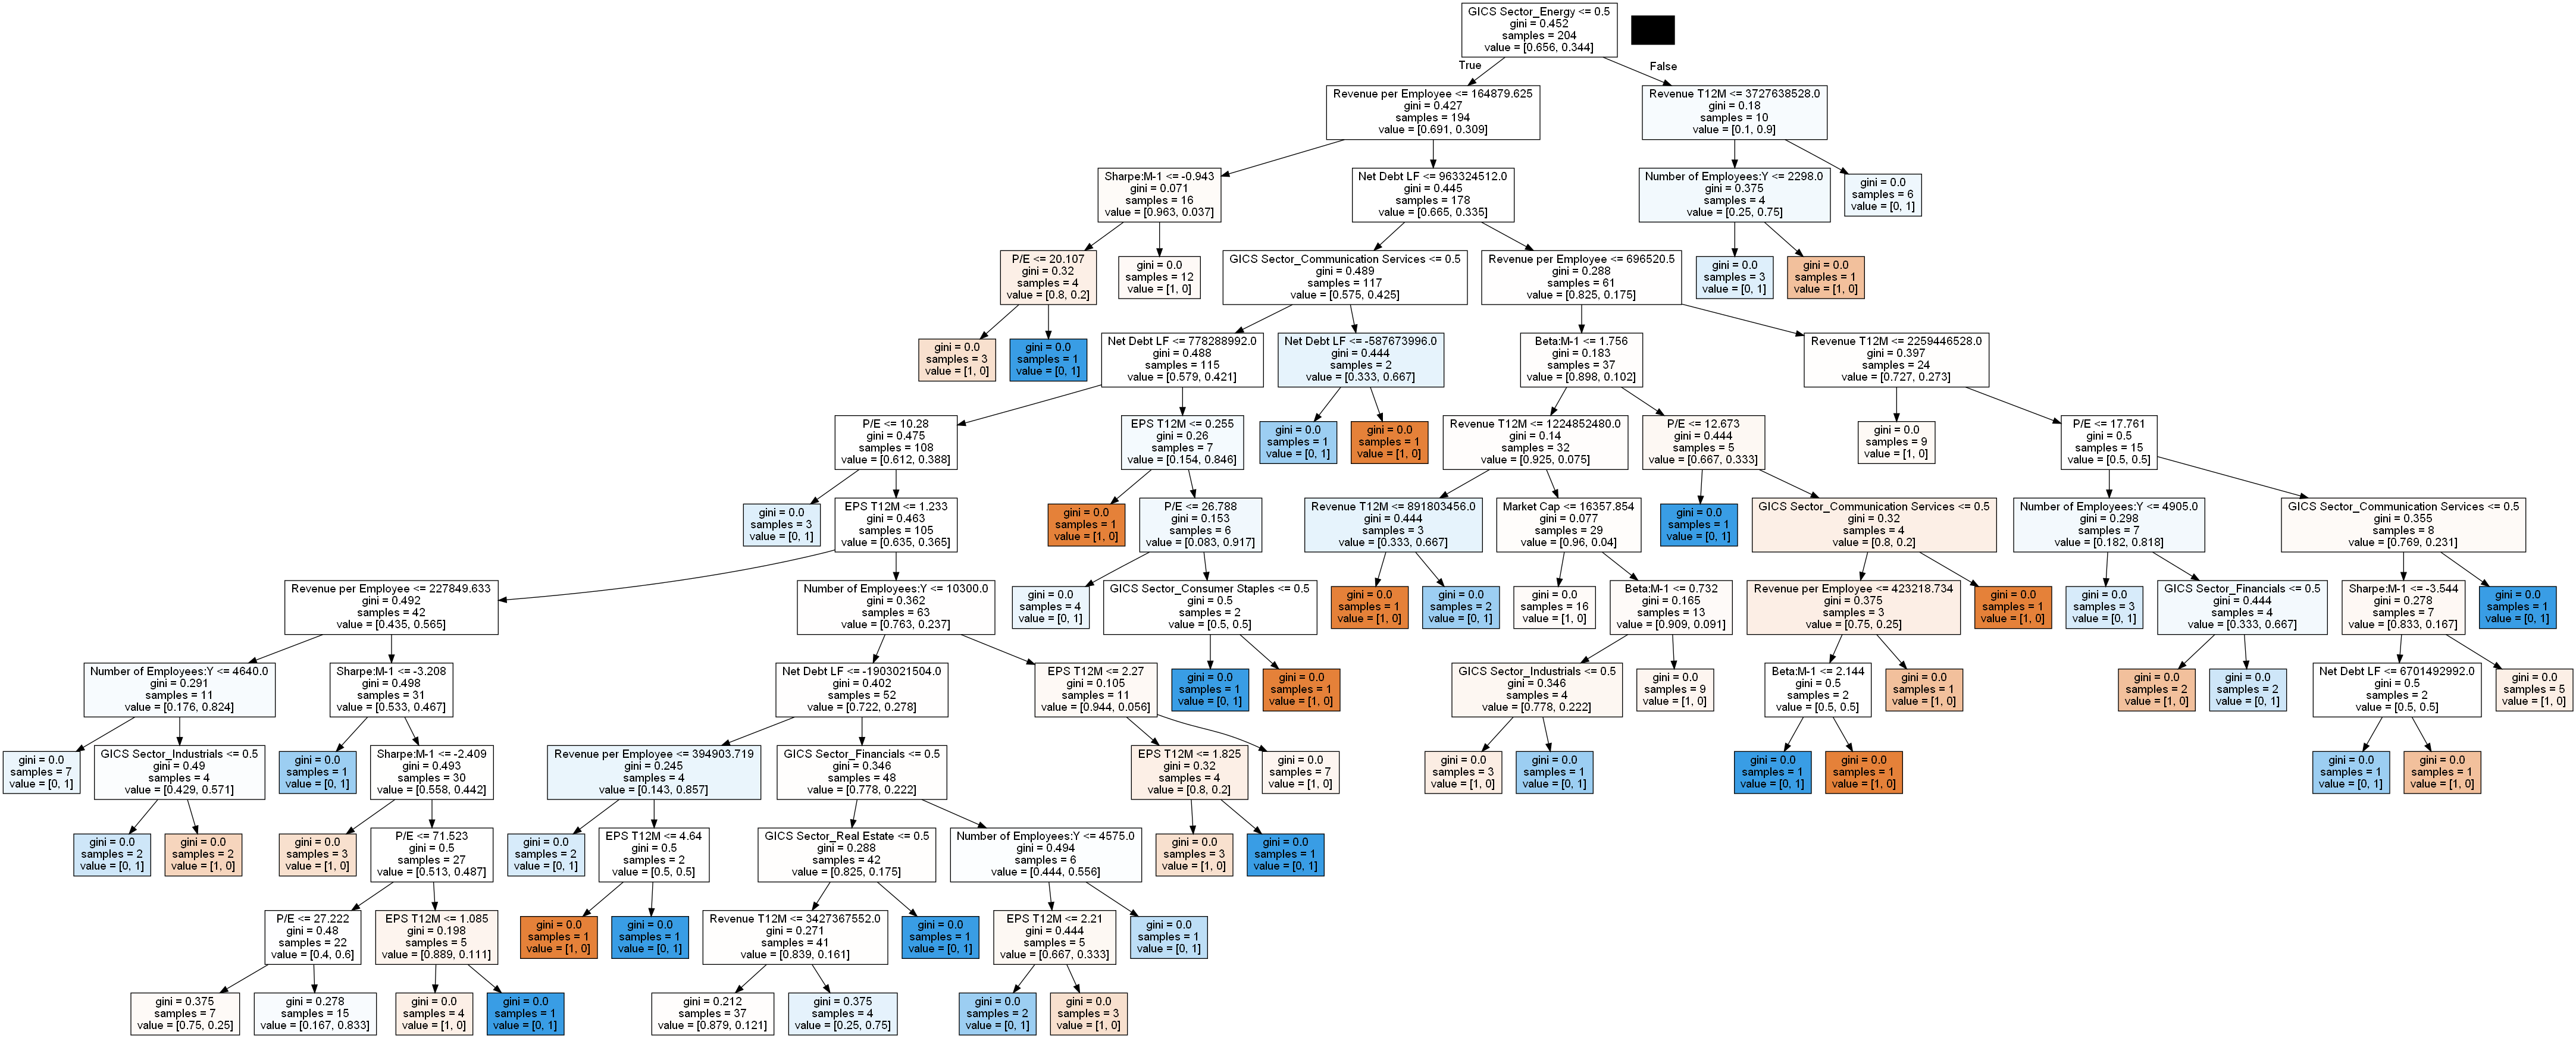 GICS Sector_Energy <= 0.5
gini = 0.452
samples = 204
value = [0.656, 0.344]
True
False
Revenue per Employee <= 164879.625
gini = 0.427
samples = 194
value = [0.691, 0.309]
Revenue T12M <= 3727638528.0
gini = 0.18
samples = 10
value = [0.1, 0.9]
Sharpe:M-1 <= -0.943
gini = 0.071
samples = 16
value = [0.963, 0.037]
Net Debt LF <= 963324512.0
gini = 0.445
samples = 178
value = [0.665, 0.335]
Number of Employees:Y <= 2298.0
gini = 0.375
samples = 4
value = [0.25, 0.75]
gini = 0.0
samples = 6
value = [0, 1]
P/E <= 20.107
gini = 0.32
samples = 4
value = [0.8, 0.2]
gini = 0.0
samples = 12
value = [1, 0]
GICS Sector_Communication Services <= 0.5
gini = 0.489
samples = 117
value = [0.575, 0.425]
Revenue per Employee <= 696520.5
gini = 0.288
samples = 61
value = [0.825, 0.175]
gini = 0.0
samples = 3
value = [0, 1]
gini = 0.0
samples = 1
value = [1, 0]
gini = 0.0
samples = 3
value = [1, 0]
gini = 0.0
samples = 1
value = [0, 1]
Net Debt LF <= 778288992.0
gini = 0.488
samples = 115
value = [0.579, 0.421]
Net Debt LF <= -587673996.0
gini = 0.444
samples = 2
value = [0.333, 0.667]
Beta:M-1 <= 1.756
gini = 0.183
samples = 37
value = [0.898, 0.102]
Revenue T12M <= 2259446528.0
gini = 0.397
samples = 24
value = [0.727, 0.273]
P/E <= 10.28
gini = 0.475
samples = 108
value = [0.612, 0.388]
EPS T12M <= 0.255
gini = 0.26
samples = 7
value = [0.154, 0.846]
gini = 0.0
samples = 1
value = [0, 1]
gini = 0.0
samples = 1
value = [1, 0]
Revenue T12M <= 1224852480.0
gini = 0.14
samples = 32
value = [0.925, 0.075]
P/E <= 12.673
gini = 0.444
samples = 5
value = [0.667, 0.333]
gini = 0.0
samples = 9
value = [1, 0]
P/E <= 17.761
gini = 0.5
samples = 15
value = [0.5, 0.5]
gini = 0.0
samples = 3
value = [0, 1]
EPS T12M <= 1.233
gini = 0.463
samples = 105
value = [0.635, 0.365]
gini = 0.0
samples = 1
value = [1, 0]
P/E <= 26.788
gini = 0.153
samples = 6
value = [0.083, 0.917]
Revenue T12M <= 891803456.0
gini = 0.444
samples = 3
value = [0.333, 0.667]
Market Cap <= 16357.854
gini = 0.077
samples = 29
value = [0.96, 0.04]
gini = 0.0
samples = 1
value = [0, 1]
GICS Sector_Communication Services <= 0.5
gini = 0.32
samples = 4
value = [0.8, 0.2]
Number of Employees:Y <= 4905.0
gini = 0.298
samples = 7
value = [0.182, 0.818]
GICS Sector_Communication Services <= 0.5
gini = 0.355
samples = 8
value = [0.769, 0.231]
Revenue per Employee <= 227849.633
gini = 0.492
samples = 42
value = [0.435, 0.565]
Number of Employees:Y <= 10300.0
gini = 0.362
samples = 63
value = [0.763, 0.237]
gini = 0.0
samples = 4
value = [0, 1]
GICS Sector_Consumer Staples <= 0.5
gini = 0.5
samples = 2
value = [0.5, 0.5]
gini = 0.0
samples = 1
value = [1, 0]
gini = 0.0
samples = 2
value = [0, 1]
gini = 0.0
samples = 16
value = [1, 0]
Beta:M-1 <= 0.732
gini = 0.165
samples = 13
value = [0.909, 0.091]
Revenue per Employee <= 423218.734
gini = 0.375
samples = 3
value = [0.75, 0.25]
gini = 0.0
samples = 1
value = [1, 0]
gini = 0.0
samples = 3
value = [0, 1]
GICS Sector_Financials <= 0.5
gini = 0.444
samples = 4
value = [0.333, 0.667]
Sharpe:M-1 <= -3.544
gini = 0.278
samples = 7
value = [0.833, 0.167]
gini = 0.0
samples = 1
value = [0, 1]
Number of Employees:Y <= 4640.0
gini = 0.291
samples = 11
value = [0.176, 0.824]
Sharpe:M-1 <= -3.208
gini = 0.498
samples = 31
value = [0.533, 0.467]
Net Debt LF <= -1903021504.0
gini = 0.402
samples = 52
value = [0.722, 0.278]
EPS T12M <= 2.27
gini = 0.105
samples = 11
value = [0.944, 0.056]
gini = 0.0
samples = 1
value = [0, 1]
gini = 0.0
samples = 1
value = [1, 0]
GICS Sector_Industrials <= 0.5
gini = 0.346
samples = 4
value = [0.778, 0.222]
gini = 0.0
samples = 9
value = [1, 0]
Beta:M-1 <= 2.144
gini = 0.5
samples = 2
value = [0.5, 0.5]
gini = 0.0
samples = 1
value = [1, 0]
gini = 0.0
samples = 2
value = [1, 0]
gini = 0.0
samples = 2
value = [0, 1]
Net Debt LF <= 6701492992.0
gini = 0.5
samples = 2
value = [0.5, 0.5]
gini = 0.0
samples = 5
value = [1, 0]
gini = 0.0
samples = 7
value = [0, 1]
GICS Sector_Industrials <= 0.5
gini = 0.49
samples = 4
value = [0.429, 0.571]
gini = 0.0
samples = 1
value = [0, 1]
Sharpe:M-1 <= -2.409
gini = 0.493
samples = 30
value = [0.558, 0.442]
Revenue per Employee <= 394903.719
gini = 0.245
samples = 4
value = [0.143, 0.857]
GICS Sector_Financials <= 0.5
gini = 0.346
samples = 48
value = [0.778, 0.222]
EPS T12M <= 1.825
gini = 0.32
samples = 4
value = [0.8, 0.2]
gini = 0.0
samples = 7
value = [1, 0]
gini = 0.0
samples = 3
value = [1, 0]
gini = 0.0
samples = 1
value = [0, 1]
gini = 0.0
samples = 1
value = [0, 1]
gini = 0.0
samples = 1
value = [1, 0]
gini = 0.0
samples = 1
value = [0, 1]
gini = 0.0
samples = 1
value = [1, 0]
gini = 0.0
samples = 2
value = [0, 1]
gini = 0.0
samples = 2
value = [1, 0]
gini = 0.0
samples = 3
value = [1, 0]
P/E <= 71.523
gini = 0.5
samples = 27
value = [0.513, 0.487]
gini = 0.0
samples = 2
value = [0, 1]
EPS T12M <= 4.64
gini = 0.5
samples = 2
value = [0.5, 0.5]
GICS Sector_Real Estate <= 0.5
gini = 0.288
samples = 42
value = [0.825, 0.175]
Number of Employees:Y <= 4575.0
gini = 0.494
samples = 6
value = [0.444, 0.556]
gini = 0.0
samples = 3
value = [1, 0]
gini = 0.0
samples = 1
value = [0, 1]
P/E <= 27.222
gini = 0.48
samples = 22
value = [0.4, 0.6]
EPS T12M <= 1.085
gini = 0.198
samples = 5
value = [0.889, 0.111]
gini = 0.0
samples = 1
value = [1, 0]
gini = 0.0
samples = 1
value = [0, 1]
Revenue T12M <= 3427367552.0
gini = 0.271
samples = 41
value = [0.839, 0.161]
gini = 0.0
samples = 1
value = [0, 1]
EPS T12M <= 2.21
gini = 0.444
samples = 5
value = [0.667, 0.333]
gini = 0.0
samples = 1
value = [0, 1]
gini = 0.375
samples = 7
value = [0.75, 0.25]
gini = 0.278
samples = 15
value = [0.167, 0.833]
gini = 0.0
samples = 4
value = [1, 0]
gini = 0.0
samples = 1
value = [0, 1]
gini = 0.212
samples = 37
value = [0.879, 0.121]
gini = 0.375
samples = 4
value = [0.25, 0.75]
gini = 0.0
samples = 2
value = [0, 1]
gini = 0.0
samples = 3
value = [1, 0]